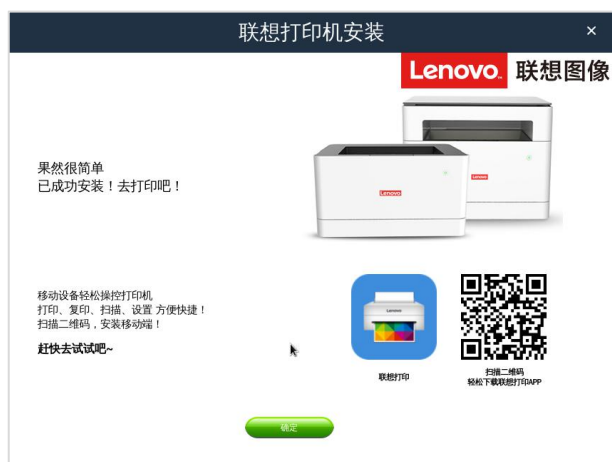 联想打印机安装
Lenovo 联想图像
果然很简单
已成功安装！去打印吧！
Lenovo
Lenovo
移动设备轻松操控打印机
打印、复印、扫描、设置 方便快捷！
扫描二维码，安装移动端！
赶快去试试吧~
Lenovo
联想打印
扫描二维码
轻松下载联想打印APP
确定